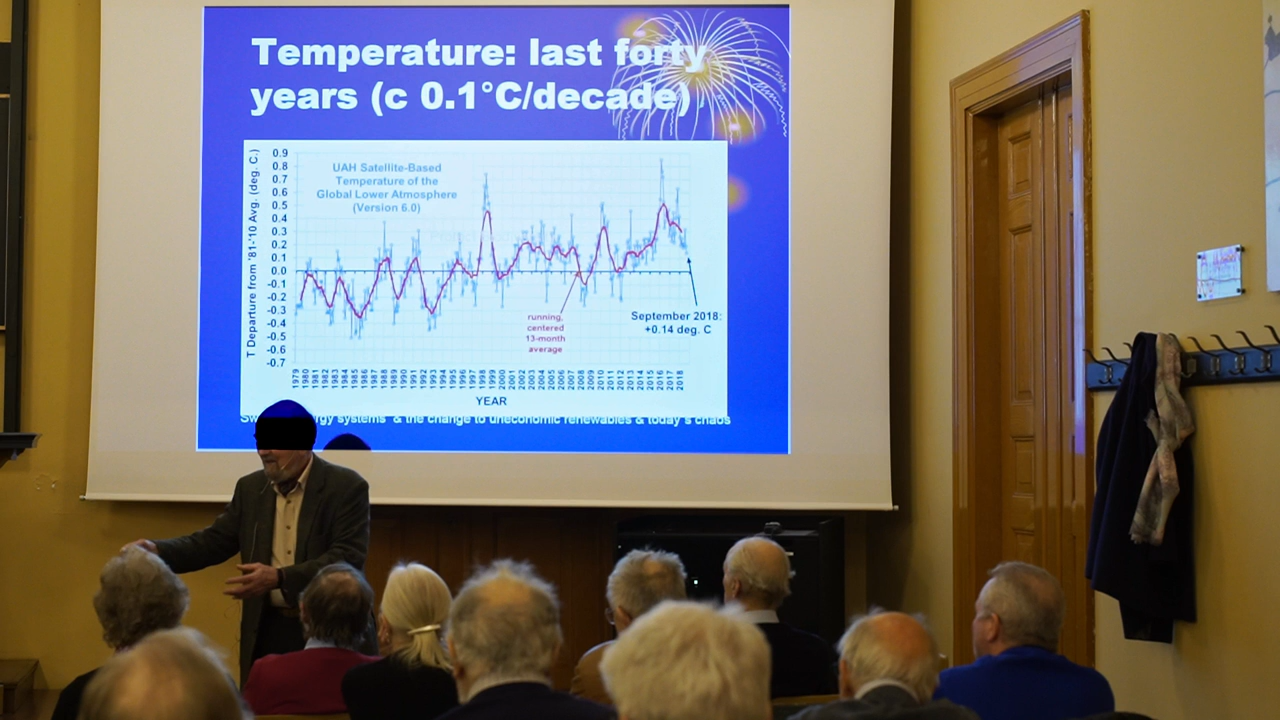 Temperature: last forty
years (c 0.1°C/decade)
UAH Satellite-Based
Temperature of the
Global Lower Atmosphere
(Version 6.0)
T Departure from '81-'10 Avg. (deg. C.)
0.9
0.8
0.7
0.6
0.5
0.4
0.3
0.2
0.1
0.0
-0.1
-0.2
-0.3
-0.4
-0.5
-0.6
-0.7
running,
centered
13-month
average
September 2018:
+0.14 deg. C
1979 1980 1981 1982 1983 1984 1985 1986 1987 1988 1989 1990 1991 1992 1993 1994 1995 1996 1997 1998 1999 2000 2001 2002 2003 2004 2005 2006 2007 2008 2009 2010 2011 2012 2013 2014 2015 2016 2017 2018
YEAR
systems & the change to uneconomic renewables & today's chaos